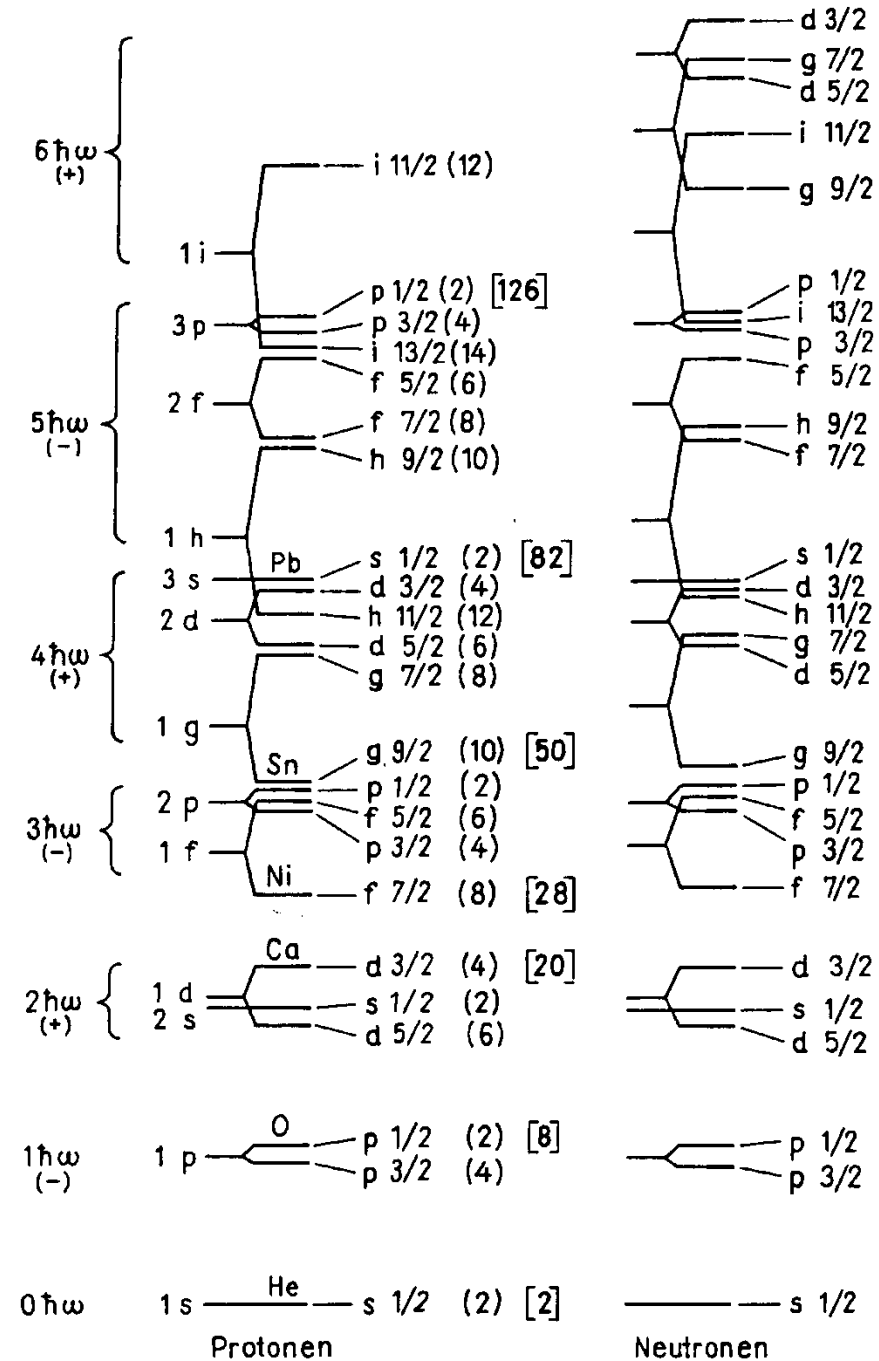 d 3/2
g 7/2
d 5/2
6ħω
(+)
i 11/2 (12)
i 11/2
g 9/2
1 i
p 1/2 (2) [126]
p 1/2
3 p
p 3/2 (4)
i 13/2
i 13/2 (14)
p 3/2
f 5/2 (6)
f 5/2
2 f
5ħω
(-)
f 7/2 (8)
h 9/2
h 9/2 (10)
f 7/2
1 h
Pb
s 1/2 (2) [82]
s 1/2
3 s
d 3/2 (4)
d 3/2
2 d
h 11/2 (12)
h 11/2
4ħω
(+)
d 5/2 (6)
g 7/2
g 7/2 (8)
d 5/2
1 g
Sn
g 9/2 (10) [50]
g 9/2
p 1/2 (2)
p 1/2
2 p
f 5/2 (6)
f 5/2
3ħω
(-)
1 f
p 3/2 (4)
p 3/2
Ni
f 7/2 (8) [28]
f 7/2
Ca
d 3/2 (4) [20]
d 3/2
1 d
2ħω
(+)
2 s
s 1/2 (2)
s 1/2
d 5/2 (6)
d 5/2
O
p 1/2 (2) [8]
p 1/2
1ħω
(-)
1 p
p 3/2 (4)
p 3/2
He
0ħω
1 s
s 1/2 (2) [2]
s 1/2
Protonen
Neutronen